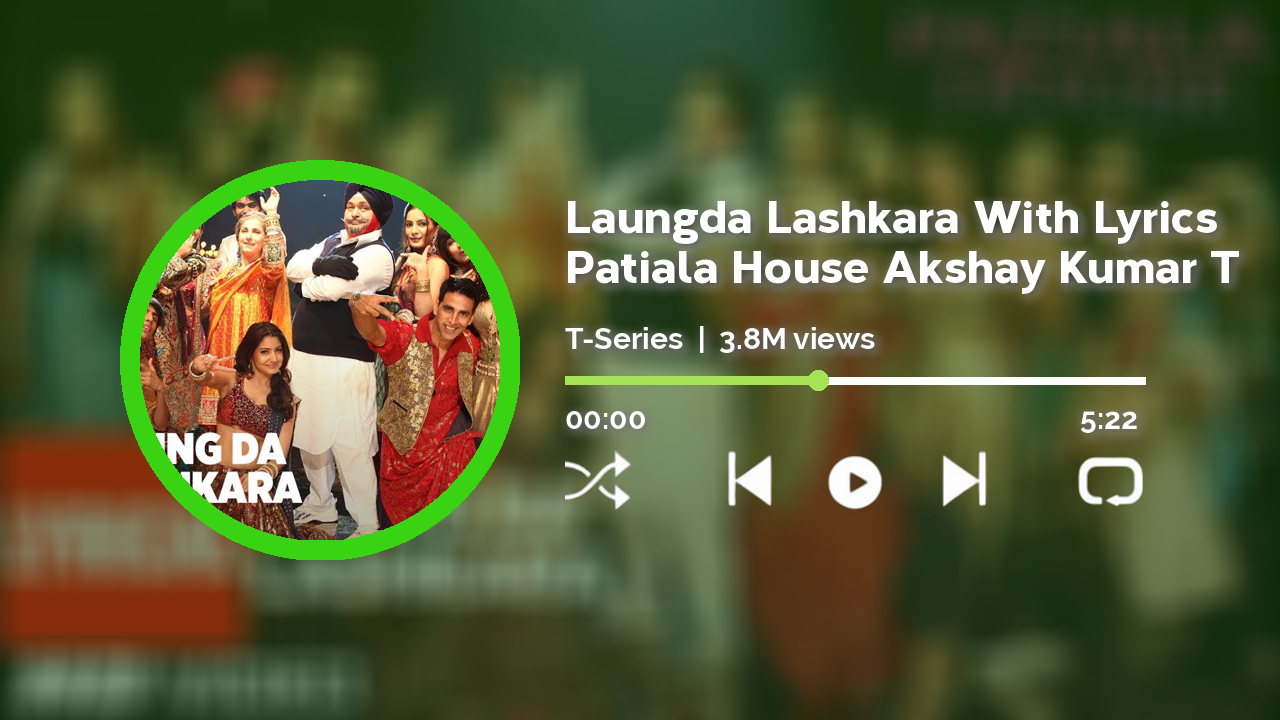 Laungda Lashkara With Lyrics
Patiala House Akshay Kumar T
T-Series | 3.8M views
00:00
5:22
NG DA
KARA